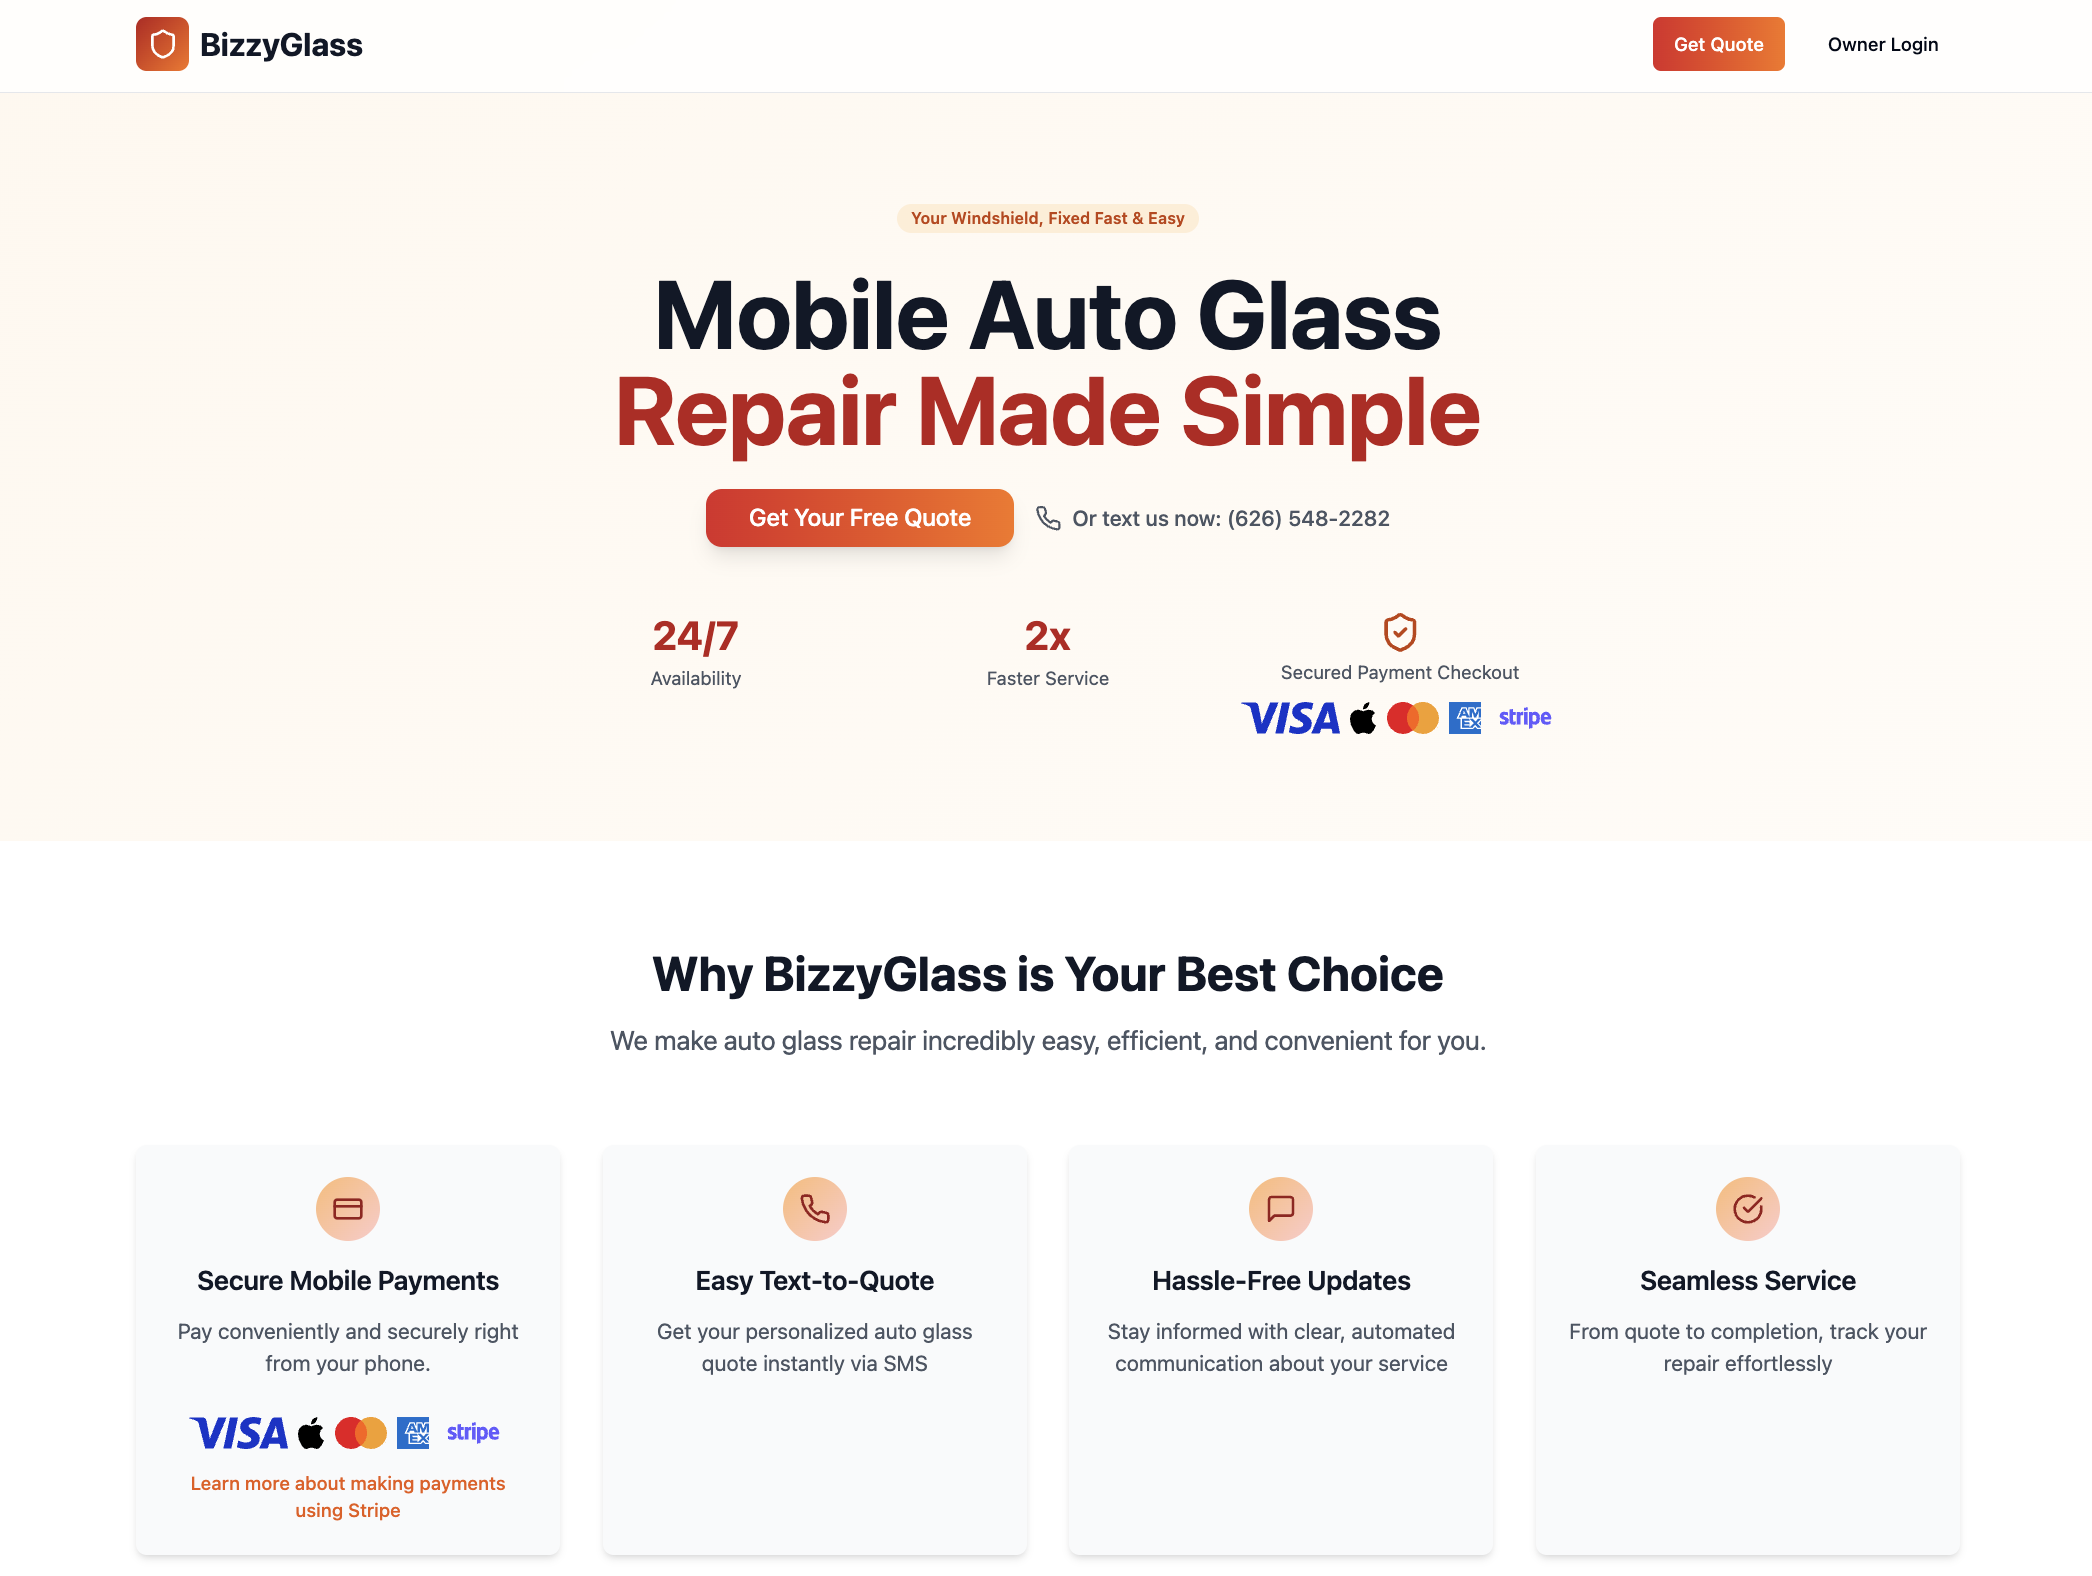 BizzyGlass
Get Quote
Owner Login
Your Windshield, Fixed Fast & Easy
Mobile Auto Glass
Repair Made Simple
Get Your Free Quote
Or text us now: (626) 548-2282
24/7
Availability
2x
Faster Service
Secured Payment Checkout
VISA
AM
EX
stripe
Why BizzyGlass is Your Best Choice
We make auto glass repair incredibly easy, efficient, and convenient for you.
Secure Mobile Payments
Pay conveniently and securely right
from your phone.
VISA
AM
EX
stripe
Learn more about making payments
using Stripe
Easy Text-to-Quote
Get your personalized auto glass
quote instantly via SMS
Hassle-Free Updates
Stay informed with clear, automated
communication about your service
Seamless Service
From quote to completion, track your
repair effortlessly